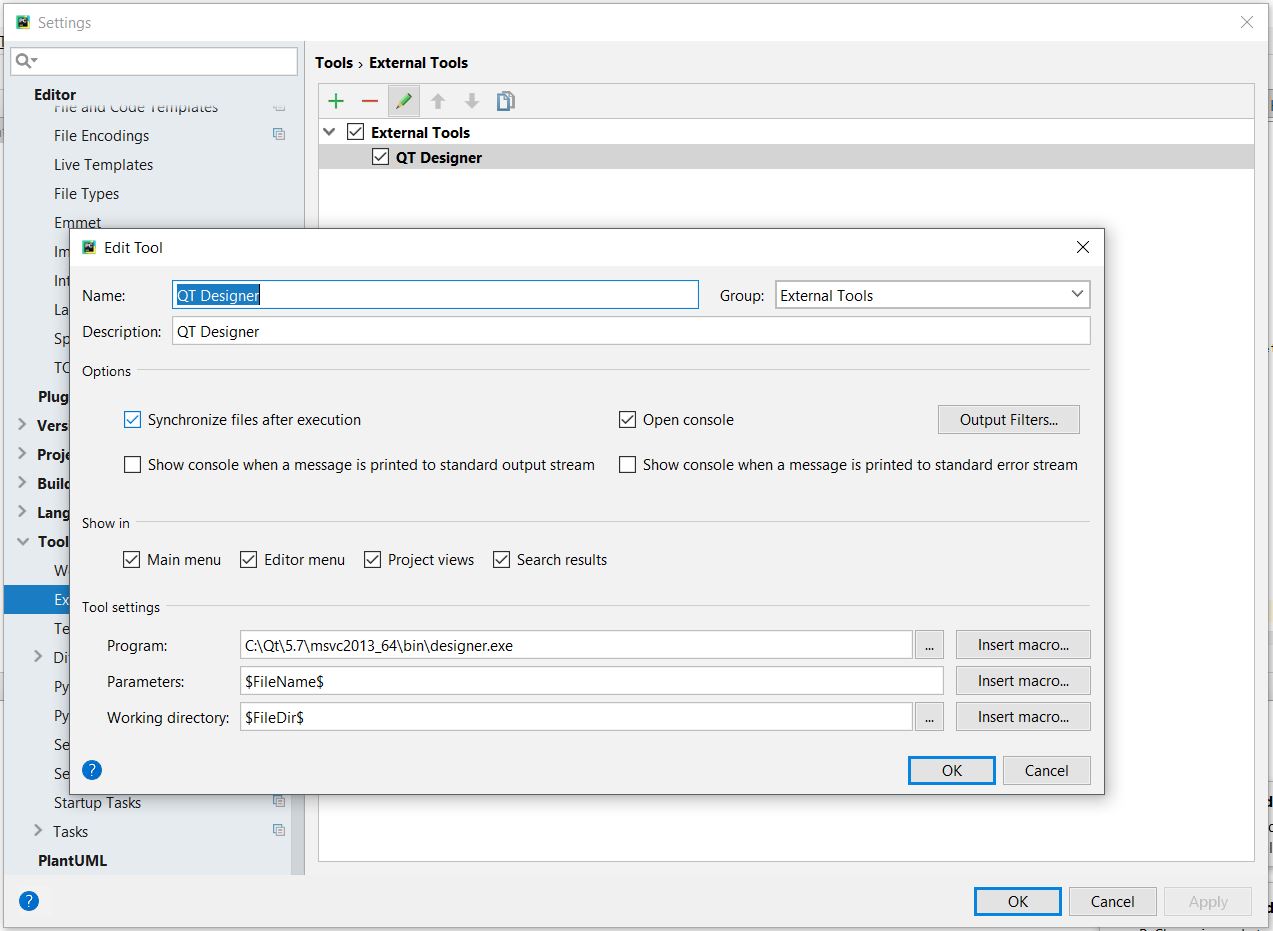 Settings
Tools › External Tools
Editor
File and Code Templates
File Encodings
Live Templates
File Types
Emmet
External Tools
QT Designer
Edit Tool
Name: QT Designer Group: External Tools
Description: QT Designer
Options
Synchronize files after execution Open console Output Filters...
Show console when a message is printed to standard output stream Show console when a message is printed to standard error stream
Show in
Main menu Editor menu Project views Search results
Tool settings
Program: C:\Qt\5.7\msvc2013_64\bin\designer.exe ... Insert macro...
Parameters: $FileName$ Insert macro...
Working directory: $FileDir$ ... Insert macro...
? OK Cancel
Im
Int
La
Sp
TO
Plug
Vers
Proje
Build
Lang
Tool
W
Ex
Te
Di
Py
Py
Se
Se
Startup Tasks
Tasks
PlantUML
? OK Cancel Apply